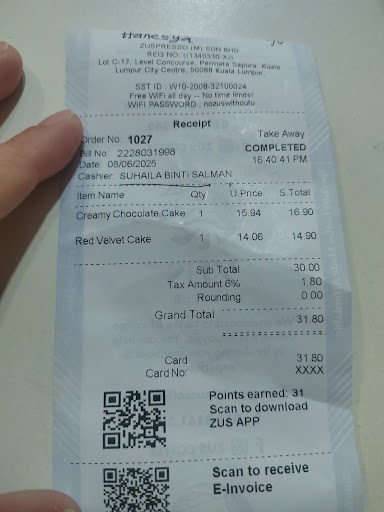 Hanesya
ZUSPRESSO (M) SDN BHD
REG NO: ((1340330-X))
Lot C-17, Level Concourse, Permata Sapura, Kuala
Lumpur City Centre, 50088 Kuala Lumpur
SST ID : W10-2008-32100024
Free WiFi all day -- No time limits!
WIFI PASSWORD : nozuswithoutu
Receipt
Order No: 1027 Take Away
Bill No: 2228031998 COMPLETED
Date: 08/06/2025 16:40:41 PM
Cashier: SUHAILA BINTI SALMAN
Item Name Qty U.Price S.Total
Creamy Chocolate Cake 1 15.94 16.90
Red Velvet Cake 1 14.06 14.90
Sub Total 30.00
Tax Amount 6% 1.80
Rounding 0.00
Grand Total 31.80
Card 31.80
Card No: XXXX
Points earned: 31
Scan to download
ZUS APP
Scan to receive
E-Invoice